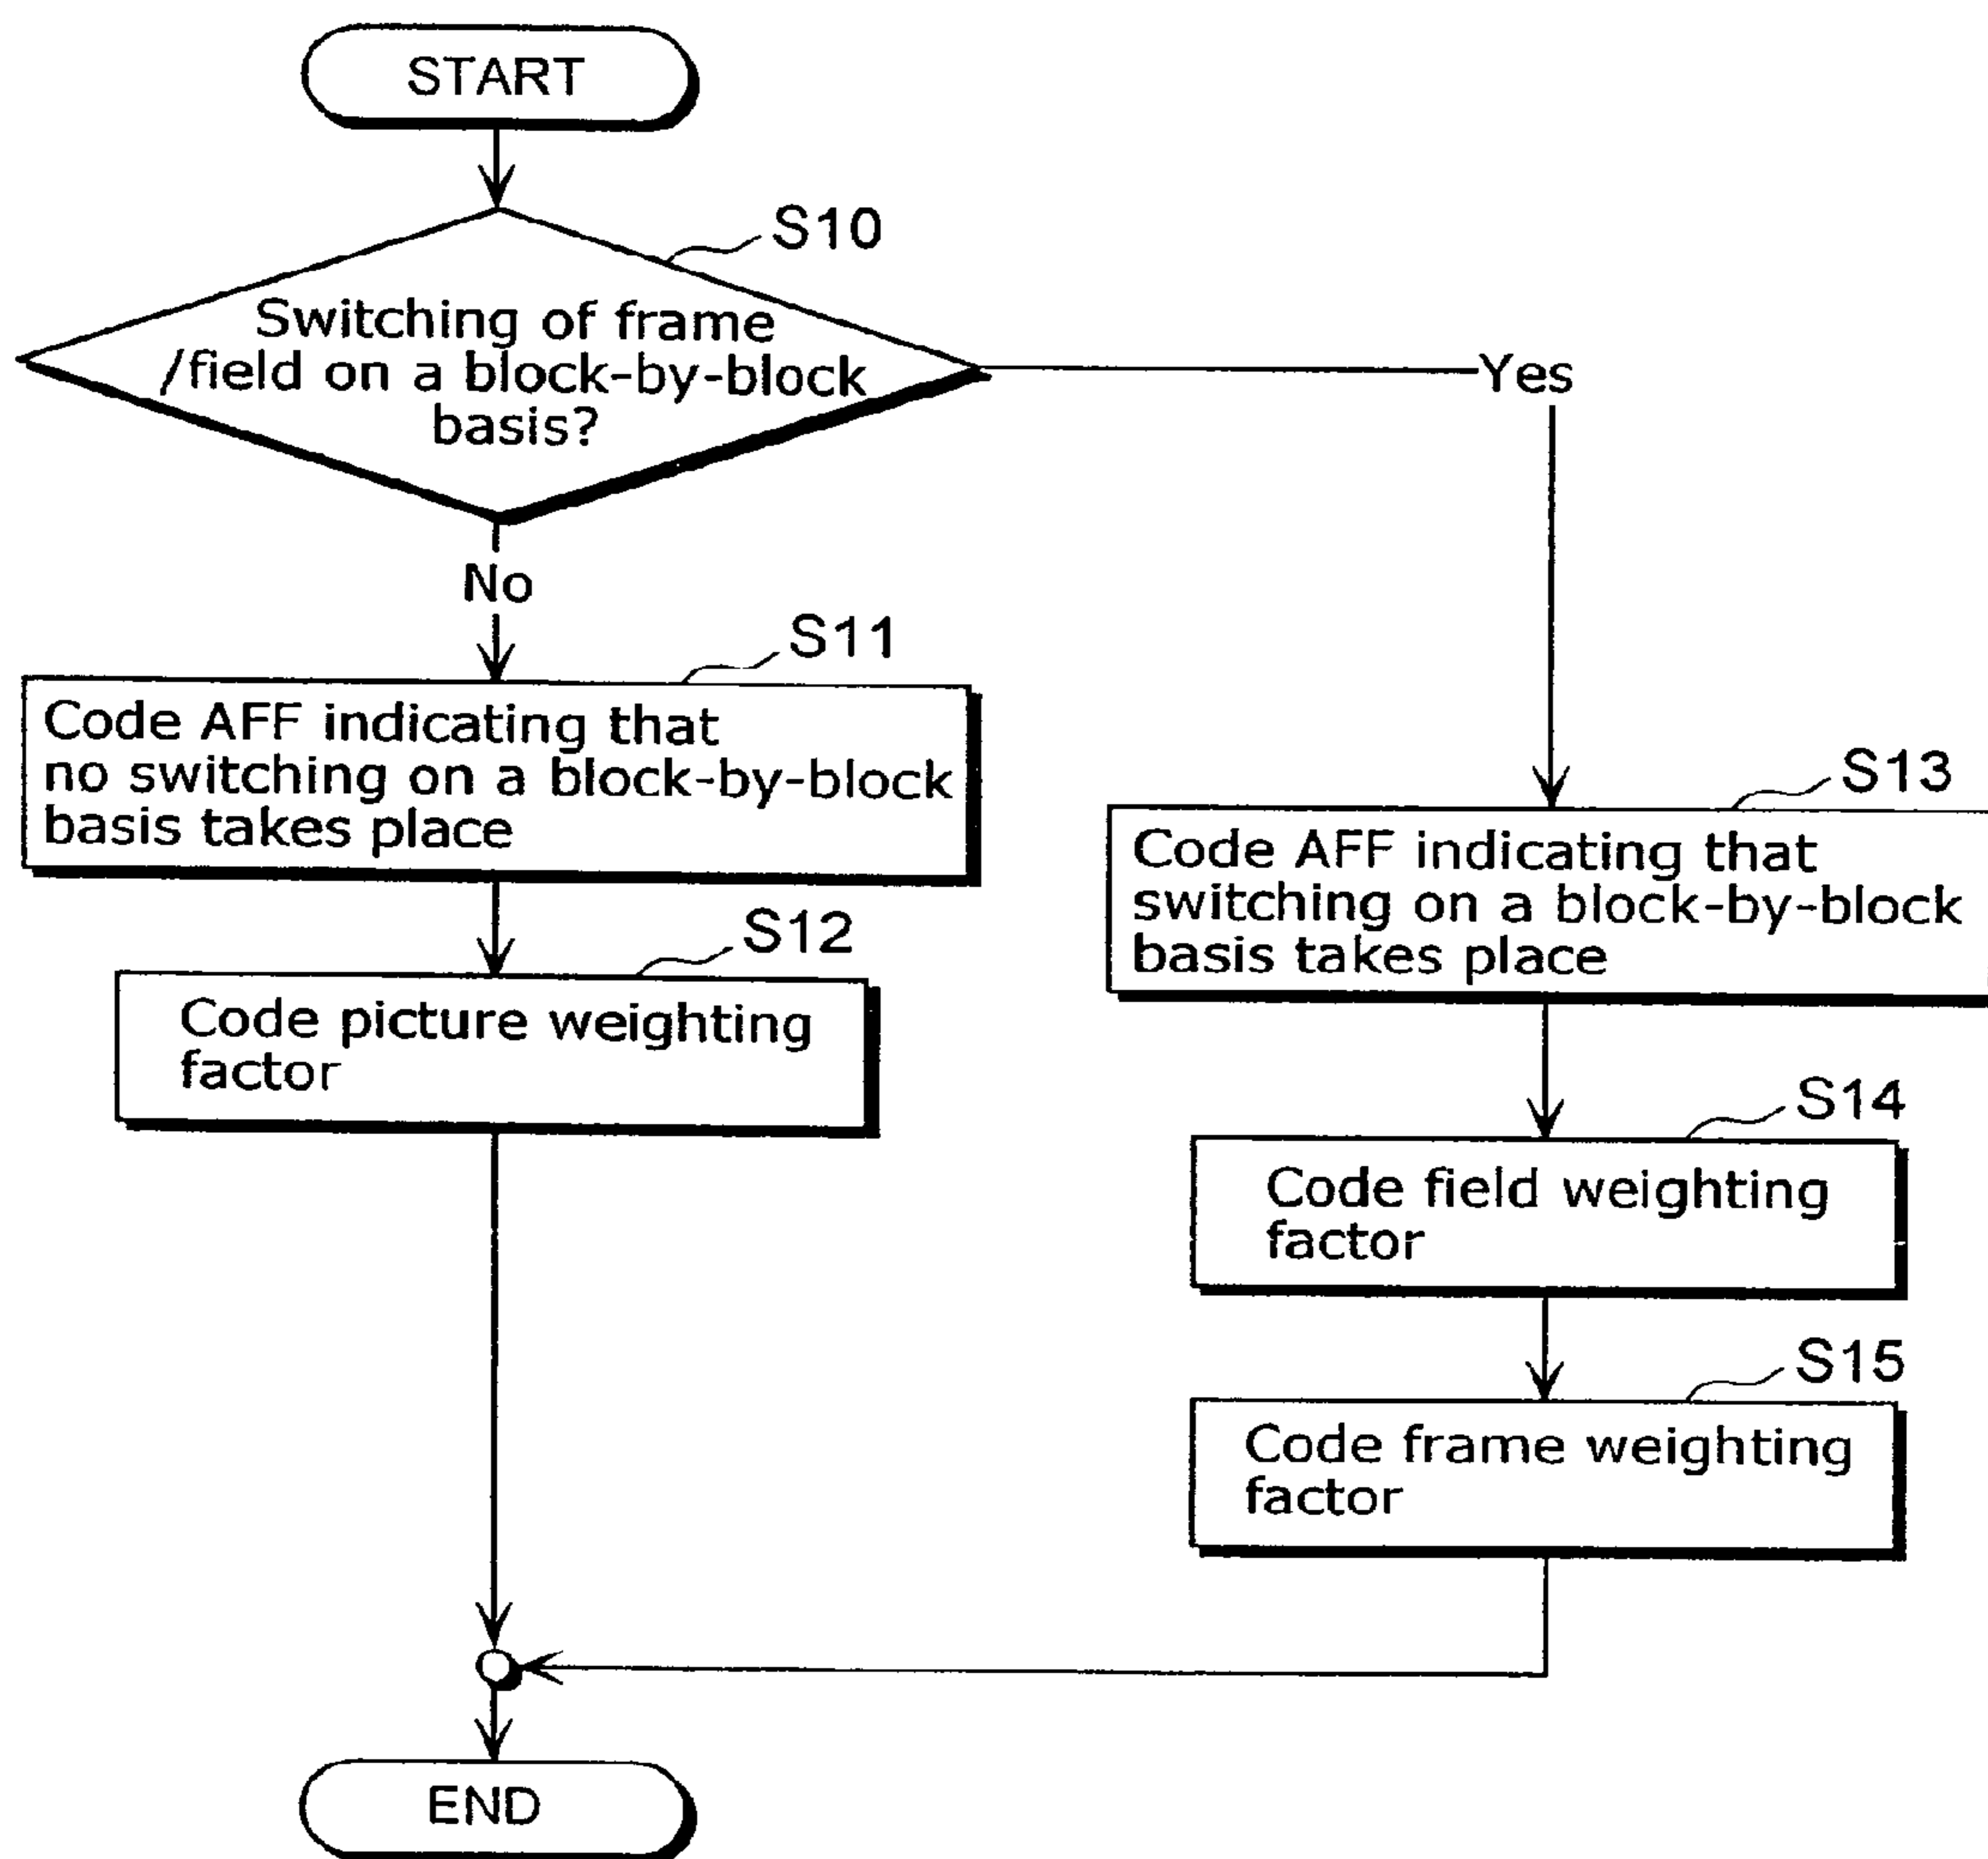 START
S10
Switching of frame
/field on a block-by-block
basis?
Yes
No
S11
Code AFF indicating that
no switching on a block-by-block
basis takes place
S12
Code picture weighting
factor
S13
Code AFF indicating that
switching on a block-by-block
basis takes place
S14
Code field weighting
factor
S15
Code frame weighting
factor
END